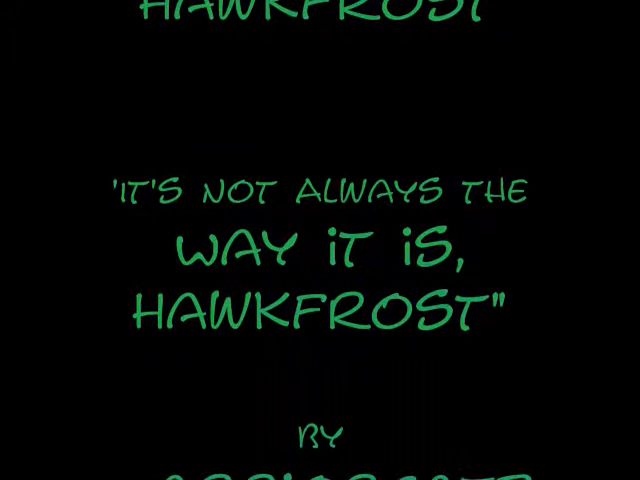 HAWKFROST
'IT'S NOT ALWAYS THE
WAY iT iS,
HAWKFROST"
BY